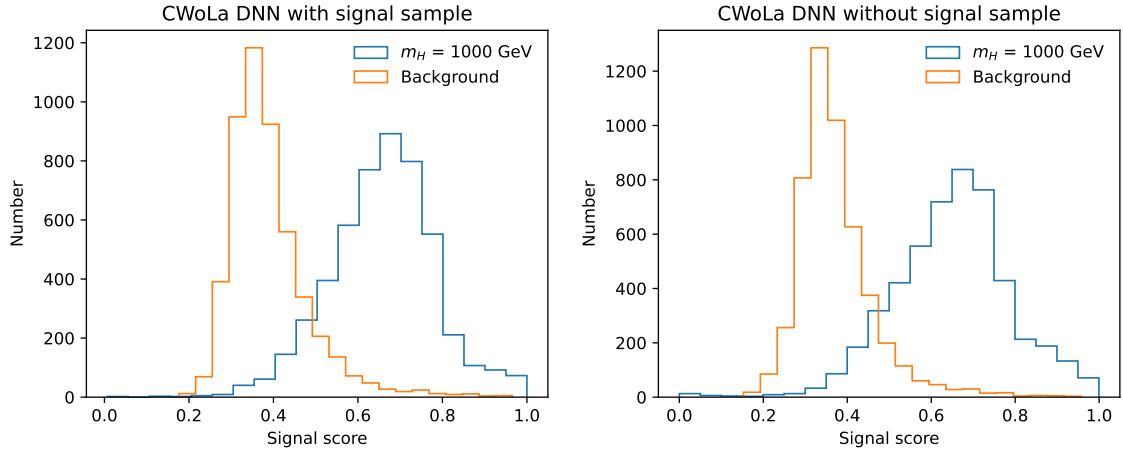 CWoLa DNN with signal sample
m_H = 1000 GeV
Background
1200
1000
800
600
400
200
0
Number
0.0 0.2 0.4 0.6 0.8 1.0
Signal score
CWoLa DNN without signal sample
m_H = 1000 GeV
Background
1200
1000
800
600
400
200
0
Number
0.0 0.2 0.4 0.6 0.8 1.0
Signal score